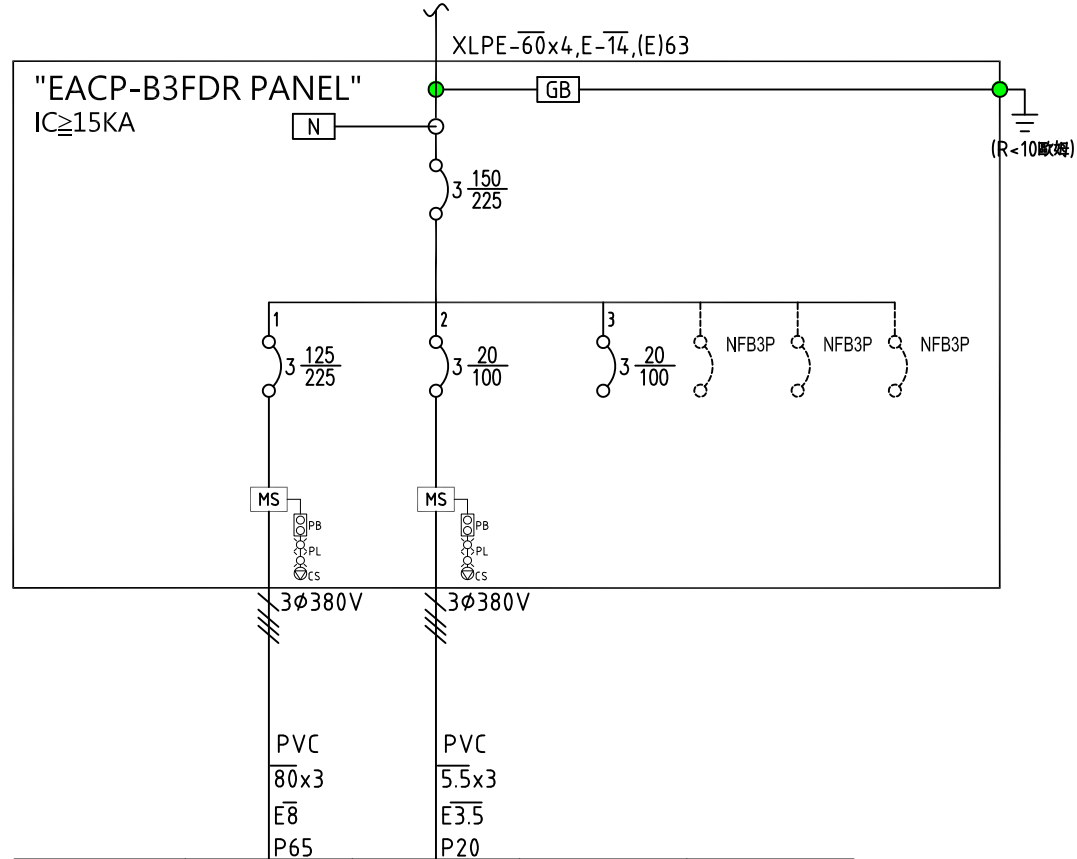 XLPE-60x4,E-14,(E)63
"EACP-B3FDR PANEL"
IC≧15KA
GB
N
(R<10歐姆)
3 150
225
1
2
3
3 125
225
3 20
100
3 20
100
NFB3P
NFB3P
NFB3P
MS
PB
PL
CS
MS
PB
PL
CS
3φ380V
3φ380V
PVC
80x3
E8
P65
PVC
5.5x3
E3.5
P20